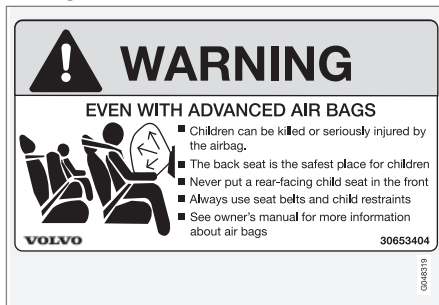 WARNING
EVEN WITH ADVANCED AIR BAGS
■ Children can be killed or seriously injured by
the airbag.
■ The back seat is the safest place for children
■ Never put a rear-facing child seat in the front
■ Always use seat belts and child restraints
■ See owner's manual for more information
about air bags
VOLVO
30653404
G048319